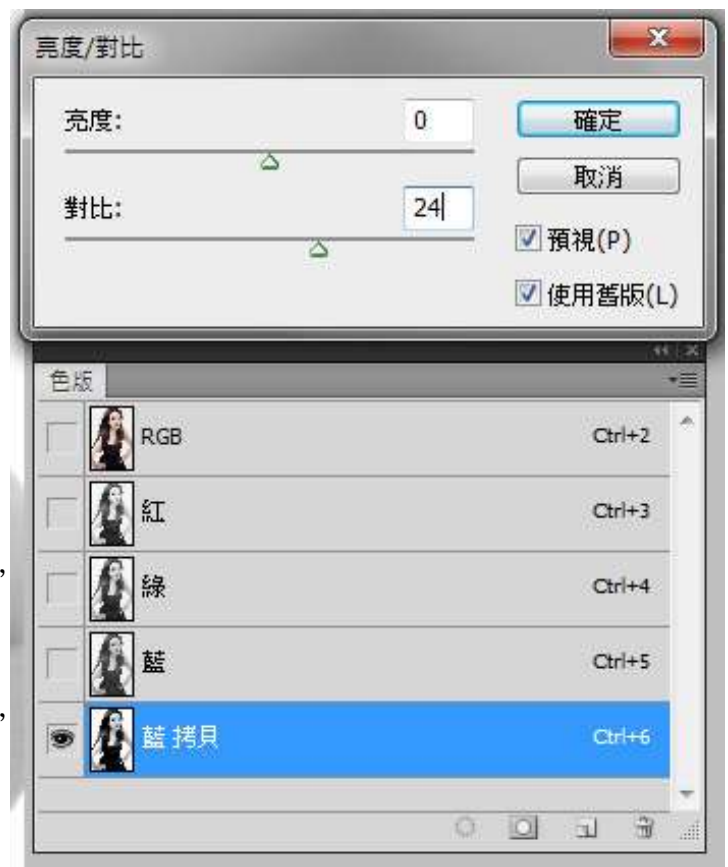 亮度/對比
亮度: 0
確定
取消
對比: 24
預視(P)
使用舊版(L)
色版
RGB Ctrl+2
紅 Ctrl+3
綠 Ctrl+4
,
藍 Ctrl+5
,
藍 拷貝 Ctrl+6